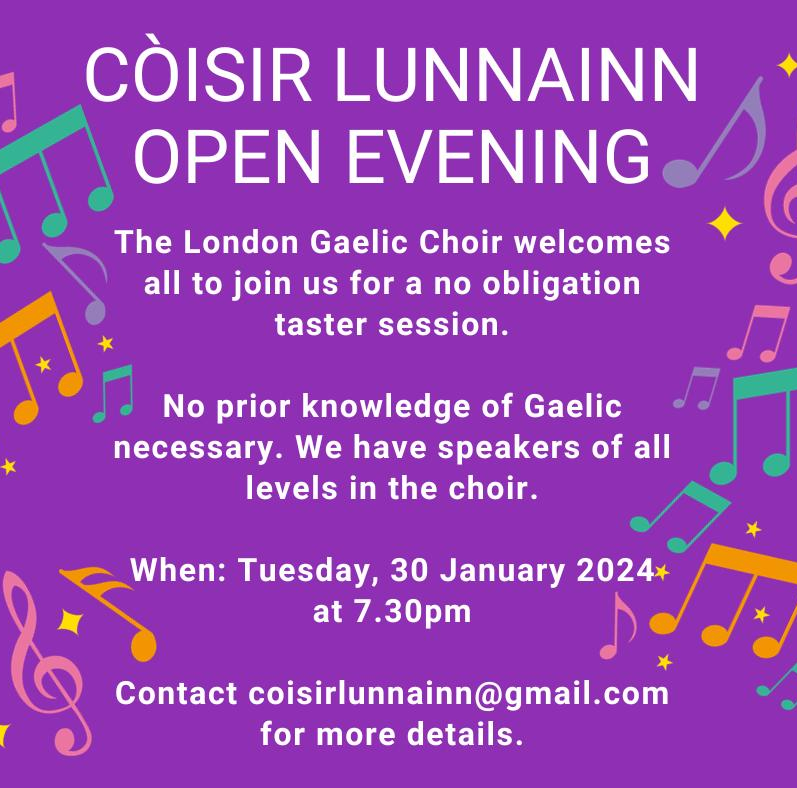 CÒISIR LUNNAINN
OPEN EVENING
The London Gaelic Choir welcomes
all to join us for a no obligation
taster session.
No prior knowledge of Gaelic
necessary. We have speakers of all
levels in the choir.
When: Tuesday, 30 January 2024
at 7.30pm
Contact coisirlunnainn@gmail.com
for more details.